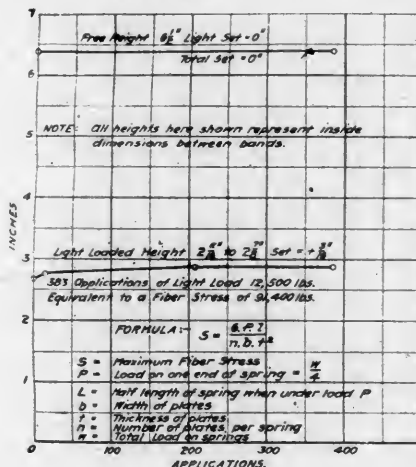 7
Free Height 6½" Light Set = 0"
Total Set = 0"
6
NOTE: All heights here shown represent inside
dimensions between bands.
5
4
INCHES
3
Light Loaded Height to 2⅞" Set = +
383 Applications of Light Load 12,500 lbs.
Equivalent to a Fiber Stress of 91,400 lbs.
2
FORMULA:- S = 6.P.l / n.b.t²
S = Maximum Fiber Stress
P = Load on one end of spring = W/4
1
L = Half length of spring when under load P
b = Width of plates
t = Thickness of plates
n = Number of plates per spring
w = Total Load on springs
0 100 200 300 400
APPLICATIONS.